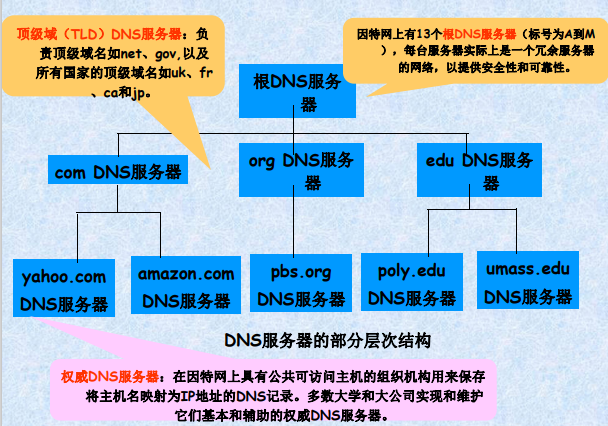 顶级域（TLD）DNS服务器：负
责顶级域名如net、gov,以及
所有国家的顶级域名如uk、fr
、ca和jp。
因特网上有13个根DNS服务器（标号为A到M
），每台服务器实际上是一个冗余服务器
的网络，以提供安全性和可靠性。
根DNS服务
器
com DNS服务器
org DNS服务
器
edu DNS服务
器
yahoo.com
DNS服务器
amazon.com
DNS服务器
pbs.org
DNS服务器
poly.edu
DNS服务器
umass.edu
DNS服务器
DNS服务器的部分层次结构
权威DNS服务器：在因特网上具有公共可访问主机的组织机构用来保存
将主机名映射为IP地址的DNS记录。多数大学和大公司实现和维护
它们基本和辅助的权威DNS服务器。